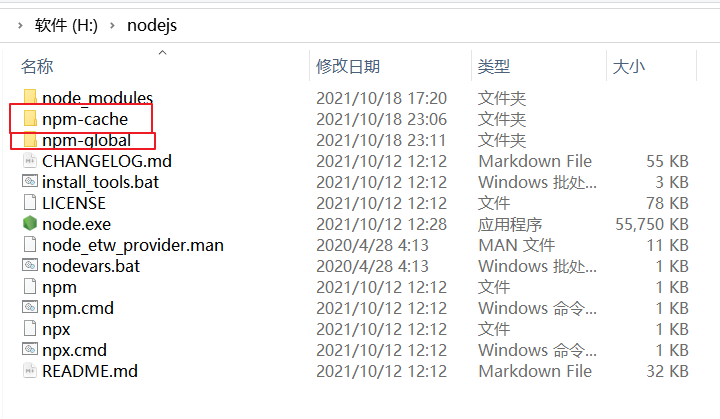 软件 (H:) nodejs
名称 修改日期 类型 大小
node_modules 2021/10/18 17:20 文件夹
npm-cache 2021/10/18 23:06 文件夹
npm-global 2021/10/18 23:11 文件夹
CHANGELOG.md 2021/10/12 12:12 Markdown File 55 KB
install_tools.bat 2021/10/12 12:12 Windows 批处... 3 KB
LICENSE 2021/10/12 12:12 文件 78 KB
node.exe 2021/10/12 12:28 应用程序 55,750 KB
node_etw_provider.man 2020/4/28 4:13 MAN 文件 11 KB
nodevars.bat 2020/4/28 4:13 Windows 批处... 1 KB
npm 2021/10/12 12:12 文件 1 KB
npm.cmd 2021/10/12 12:12 Windows 命令... 1 KB
npx 2021/10/12 12:12 文件 1 KB
npx.cmd 2021/10/12 12:12 Windows 命令... 1 KB
README.md 2021/10/12 12:12 Markdown File 32 KB